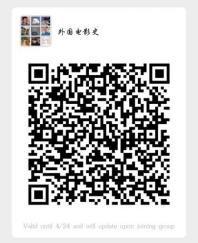 外国电影史
Valid until 4/24 and will update upon joining group